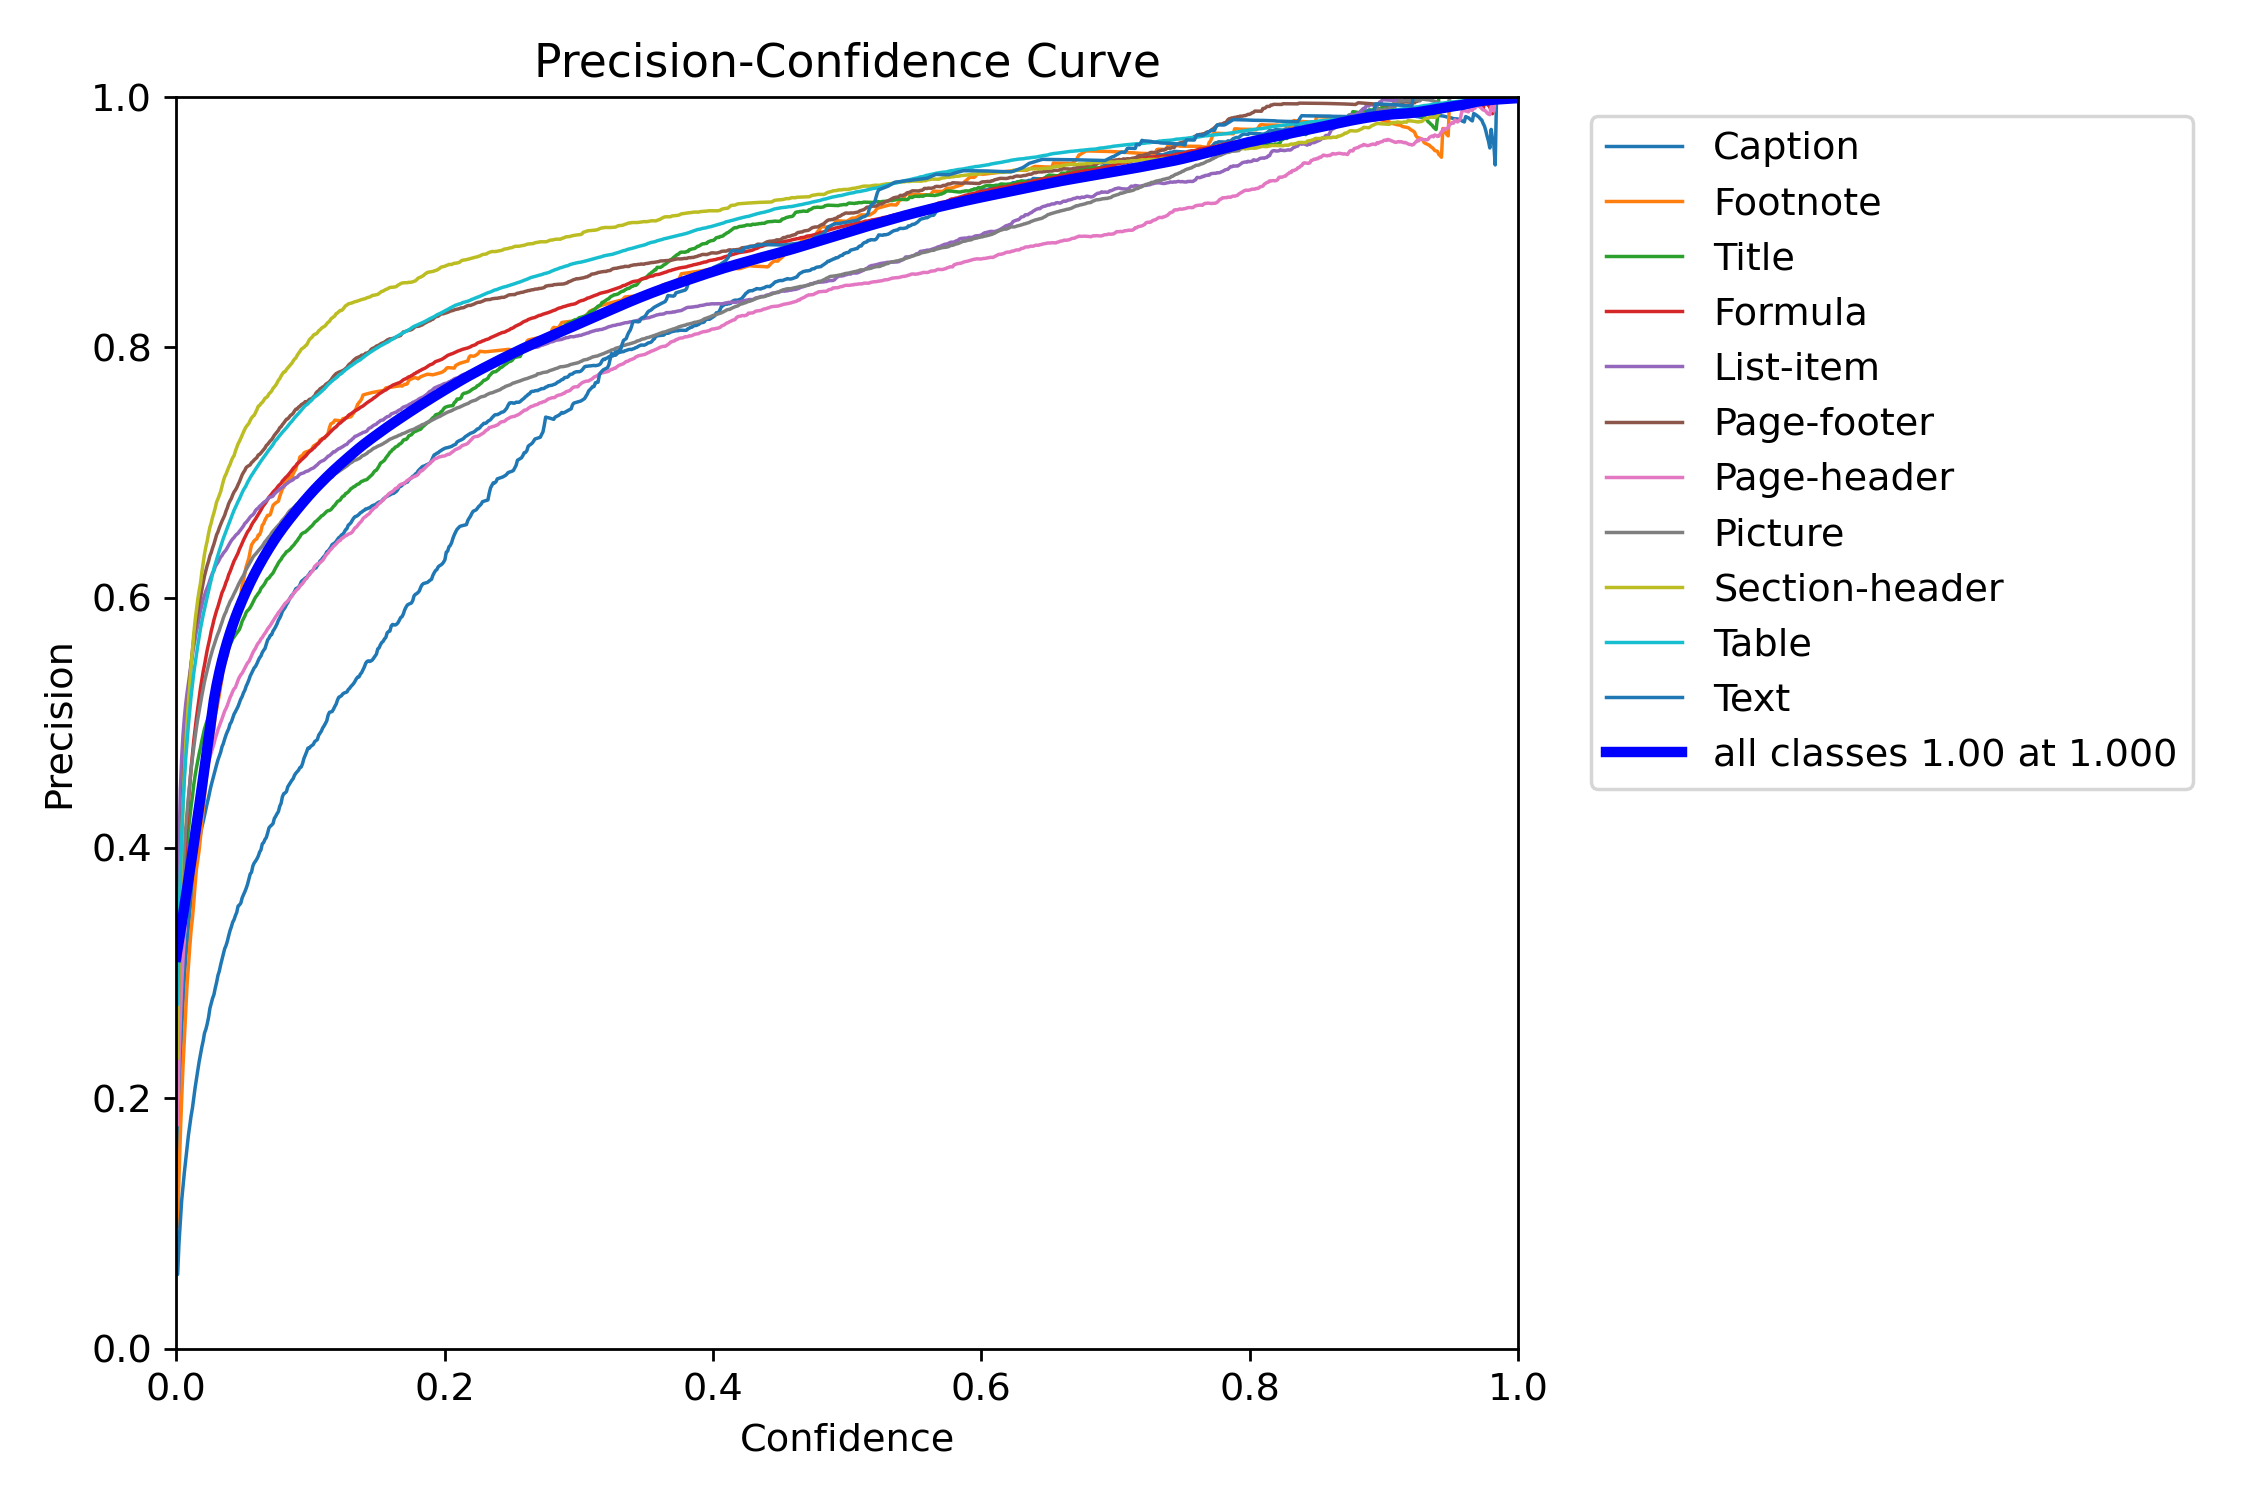 Precision-Confidence Curve
1.0
0.8
0.6
0.4
0.2
0.0
Precision
0.0 0.2 0.4 0.6 0.8 1.0
Confidence
Caption
Footnote
Title
Formula
List-item
Page-footer
Page-header
Picture
Section-header
Table
Text
all classes 1.00 at 1.000